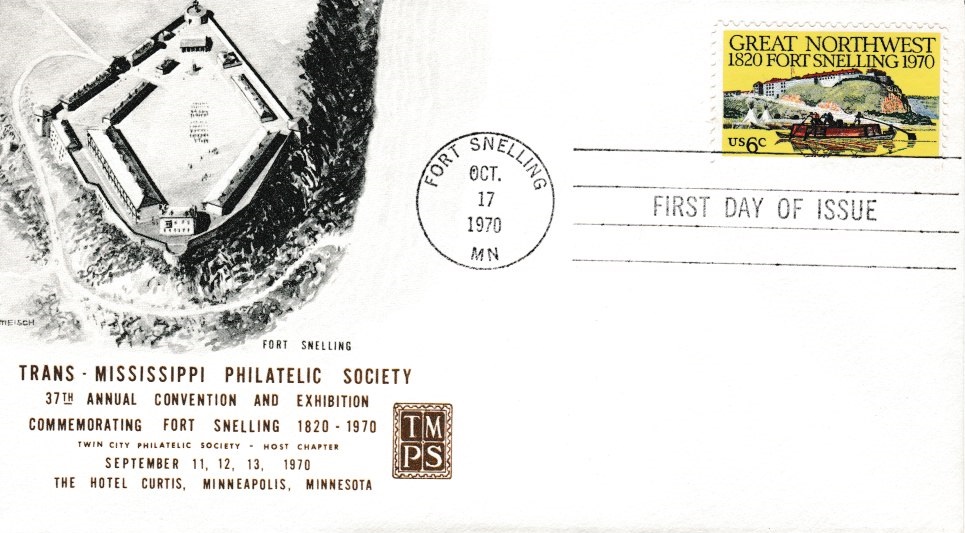 GREAT NORTHWEST
1820 FORT SNELLING 1970
US 6c
FORT SNELLING
OCT.
17
1970
MN
FIRST DAY OF ISSUE
MEISCH
FORT SNELLING
TRANS - MISSISSIPPI PHILATELIC SOCIETY
37TH ANNUAL CONVENTION AND EXHIBITION
COMMEMORATING FORT SNELLING 1820 - 1970
TWIN CITY PHILATELIC SOCIETY - HOST CHAPTER
SEPTEMBER 11, 12, 13, 1970
THE HOTEL CURTIS, MINNEAPOLIS, MINNESOTA
TM
PS